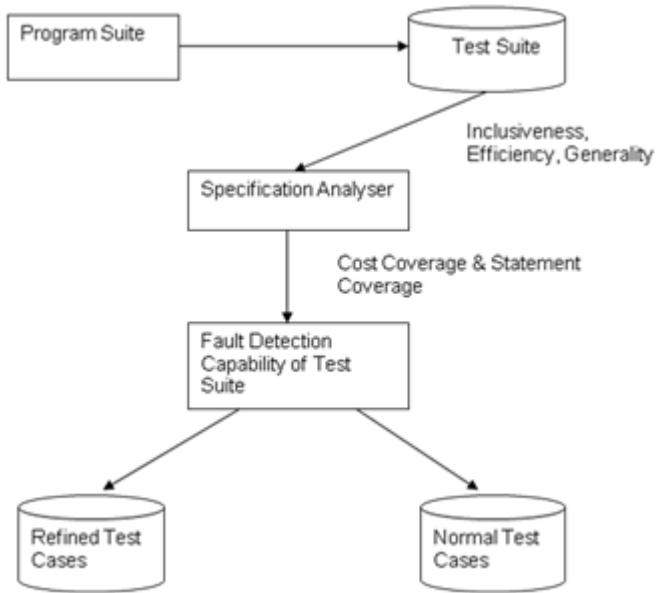 Program Suite
Test Suite
Inclusiveness,
Efficiency, Generality
Specification Analyser
Cost Coverage & Statement
Coverage
Fault Detection
Capability of Test
Suite
Refined Test
Cases
Normal Test
Cases